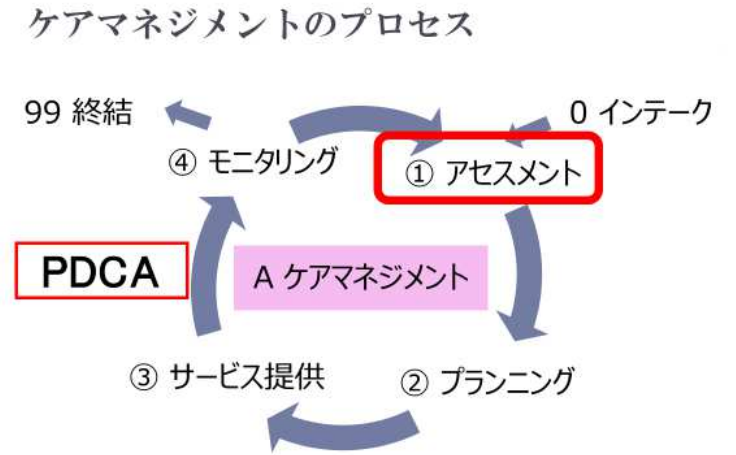 ケアマネジメントのプロセス
99 終結
0 インテーク
④ モニタリング
① アセスメント
PDCA
A ケアマネジメント
③ サービス提供
② プランニング